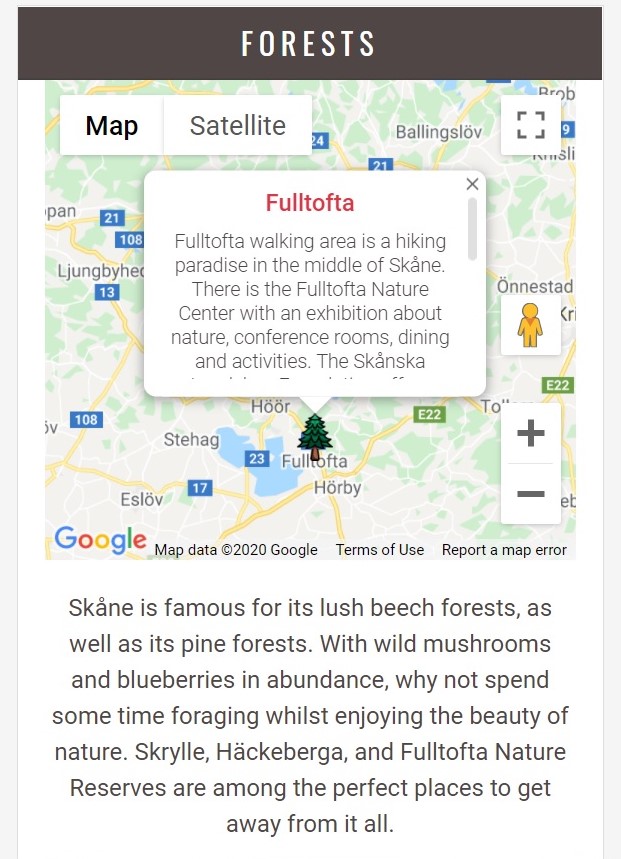 FORESTS
Map
Satellite
24
Brob
9
Ballingslöv
21
pan
21
108
Ljungbyhed
13
Önnestad
Kri
Fulltofta
Fulltofta walking area is a hiking
paradise in the middle of Skåne.
There is the Fulltofta Nature
Center with an exhibition about
nature, conference rooms, dining
and activities. The Skånska
E22
Höör
108
E22
öv
Stehag
23
Fulltofta
17
Hörby
Eslöv
Google
Map data ©2020 Google
Terms of Use
Report a map error
Skåne is famous for its lush beech forests, as
well as its pine forests. With wild mushrooms
and blueberries in abundance, why not spend
some time foraging whilst enjoying the beauty of
nature. Skrylle, Häckeberga, and Fulltofta Nature
Reserves are among the perfect places to get
away from it all.